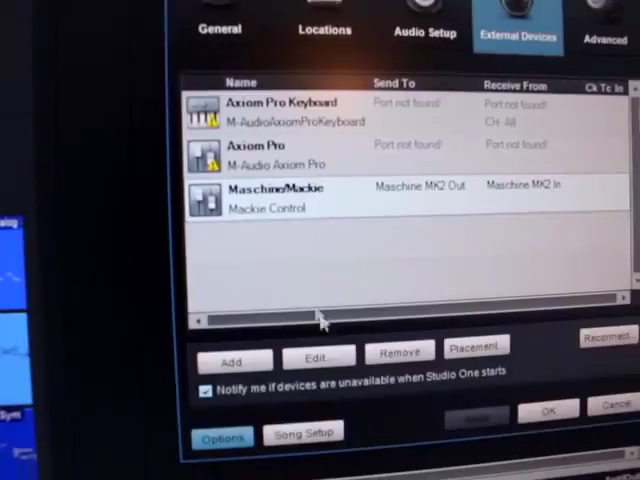 General Locations Audio Setup External Devices Advanced
Name Send To Receive From Ck Tc In
Axiom Pro Keyboard Port not found! Port not found!
M-AudioAxiomProKeyboard CH. All
Axiom Pro Port not found! Port not found!
M-Audio Axiom Pro
Maschine/Mackie Maschine MK2 Out Maschine MK2 In
Mackie Control
Add Edit... Remove Placement... Reconnect...
Notify me if devices are unavailable when Studio One starts
Options Song Setup OK Cancel